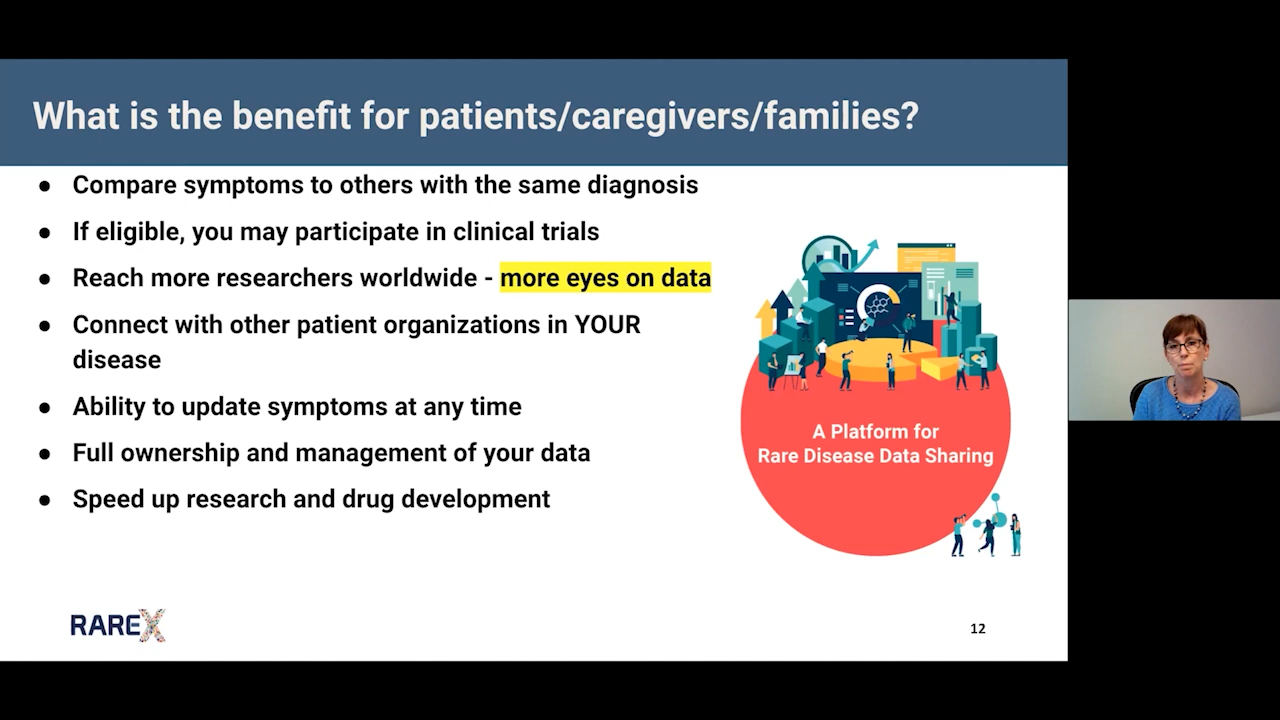 What is the benefit for patients/caregivers/families?
● Compare symptoms to others with the same diagnosis
● If eligible, you may participate in clinical trials
● Reach more researchers worldwide - more eyes on data
● Connect with other patient organizations in YOUR
disease
● Ability to update symptoms at any time
● Full ownership and management of your data
● Speed up research and drug development
A Platform for
Rare Disease Data Sharing
RAREX
12